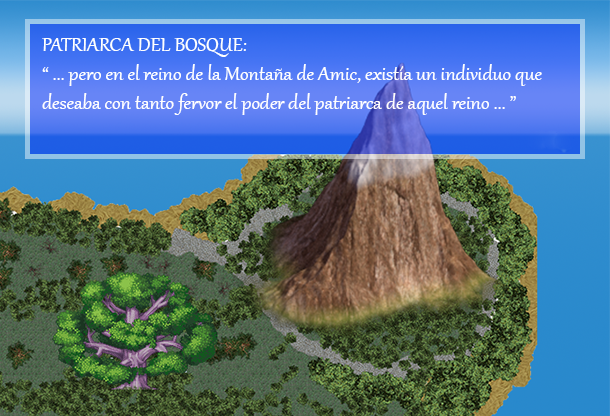 PATRIARCA DEL BOSQUE:
“ ... pero en el reino de la Montaña de Amic, existía un individuo que
deseaba con tanto fervor el poder del patriarca de aquel reino ... ”